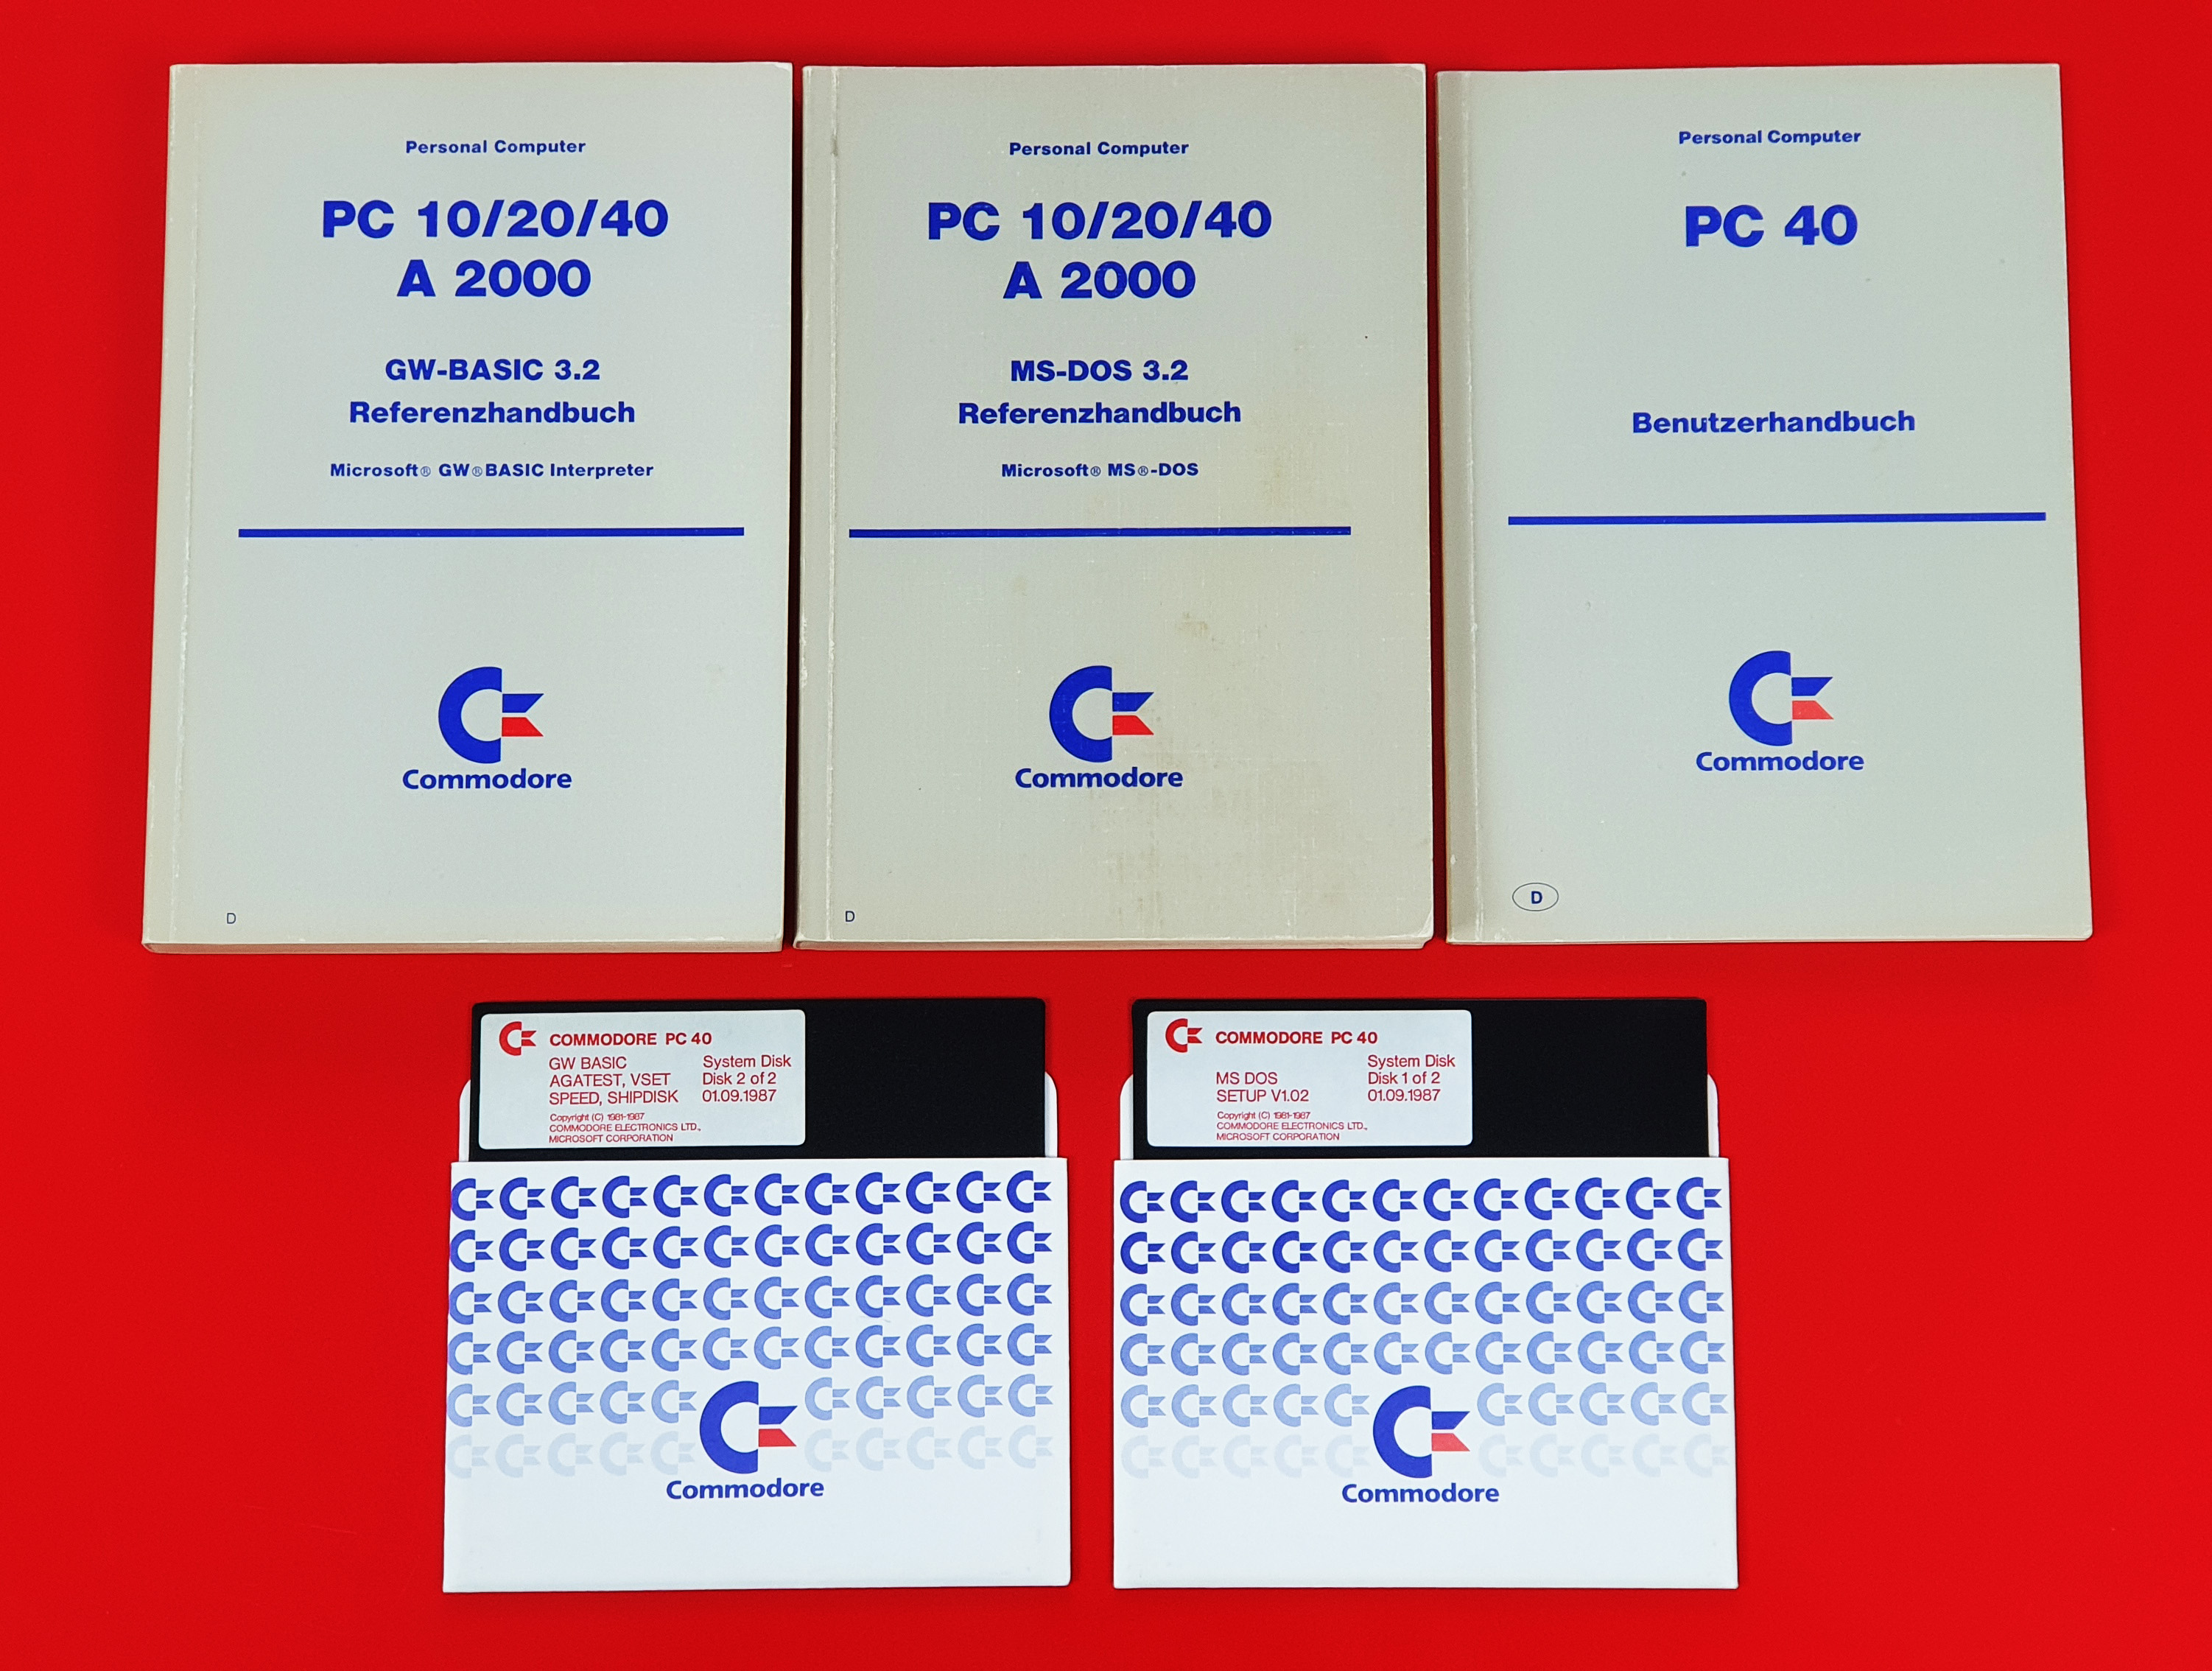 Personal Computer
PC 10/20/40
A 2000
GW-BASIC 3.2
Referenzhandbuch
Microsoft® GW®BASIC Interpreter
Commodore
D
Personal Computer
PC 10/20/40
A 2000
MS-DOS 3.2
Referenzhandbuch
Microsoft® MS®-DOS
Commodore
D
Personal Computer
PC 40
Benutzerhandbuch
Commodore
D
COMMODORE PC 40
GW BASIC System Disk
AGATEST, VSET Disk 2 of 2
SPEED, SHIPDISK 01.09.1987
Copyright (C) 1981-1987
COMMODORE ELECTRONICS LTD.,
MICROSOFT CORPORATION
Commodore
COMMODORE PC 40
System Disk
MS DOS Disk 1 of 2
SETUP V1.02 01.09.1987
Copyright (C) 1981-1987
COMMODORE ELECTRONICS LTD.,
MICROSOFT CORPORATION
Commodore